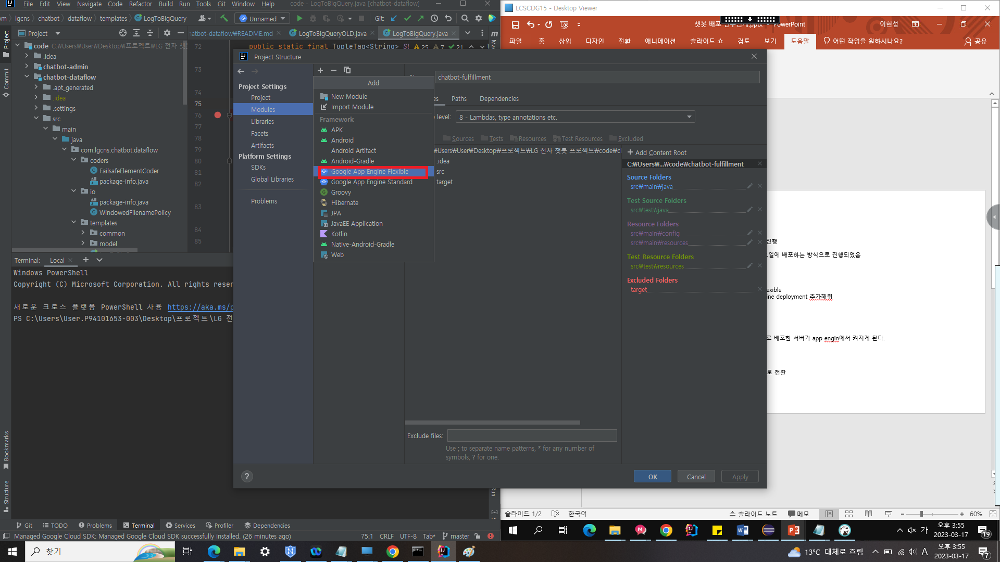 File Edit View Navigate Code Refactor Build Run Tools Git Window Help code - LogToBigQuery.java [chatbot-dataflow]
om lgcns chatbot dataflow templates LogToBigQuery Unnamed Git:
Project
Project
hatbot-dataflow₩README.md
LogToBigQueryOLD.java
LogToBigQuery.java
Commit
code C:₩Users₩User₩Desktop₩프로젝트₩LG 전자 챗
.idea
chatbot-admin
chatbot-dataflow
.apt_generated
.idea
.settings
src
main
java
com.lgcns.chatbot.dataflow
coders
FailsafeElementCoder
package-info.java
io
package-info.java
WindowedFilenamePolicy
templates
common
model
72
73
74
75
76
77
78
79
80
81
82
83
84
85
public static final TupleTag<String> 25 7 21
Terminal: Local
Windows PowerShell
Copyright (C) Microsoft Corporation. All rights reser
새로운 크로스 플랫폼 PowerShell 사용 https://aka.ms/p
PS C:\Users\User.P94101653-003\Desktop\프로젝트\LG 전
Bookmarks
Structure
Project Structure
Project Settings
Project
Modules
Libraries
Facets
Artifacts
Platform Settings
SDKs
Global Libraries
Problems
Add
New Module
Import Module
Framework
APK
Android
Android Artifact
Android-Gradle
Google App Engine Flexible
Google App Engine Standard
Groovy
Hibernate
JPA
JavaEE Application
Kotlin
Native-Android-Gradle
Web
chatbot-fulfillment
es Paths Dependencies
level: 8 - Lambdas, type annotations etc.
Sources Tests Resources Test Resources Excluded
₩Users₩User₩Desktop₩프로젝트₩LG 전자 챗봇 프로젝트₩code₩cl
.idea
src
target
Add Content Root
C:₩Users₩...₩code₩chatbot-fulfillment
Source Folders
src₩main₩java
Test Source Folders
src₩test₩java
Resource Folders
src₩main₩config
src₩main₩resources
Test Resource Folders
src₩test₩resources
Excluded Folders
target
Exclude files:
Use ; to separate name patterns, * for any number of
symbols, ? for one.
?
OK Cancel Apply
Git TODO Problems Terminal Services Profiler Dependencies
Managed Google Cloud SDK: Managed Google Cloud SDK successfully installed. (26 minutes ago) 75:1 CRLF UTF-8 Tab* master
LCSCDG15 - Desktop Viewer
PowerPoint 이현성
파일 홈 삽입 디자인 전환 애니메이션 슬라이드 쇼 검토 보기 도움말 어떤 작업을 원하시나요? 공유
진행
일에 배포하는 방식으로 진행되었음
exible
ine deployment 추가해줘
로 배포한 서버가 app engin에서 켜지게 된다.
로 전환
슬라이드 1/2 한국어 슬라이드 노트 메모 60%
가 오후 3:55
2023-03-17
19
찾기
13°C 대체로 흐림 A 오후 3:55
2023-03-17
7